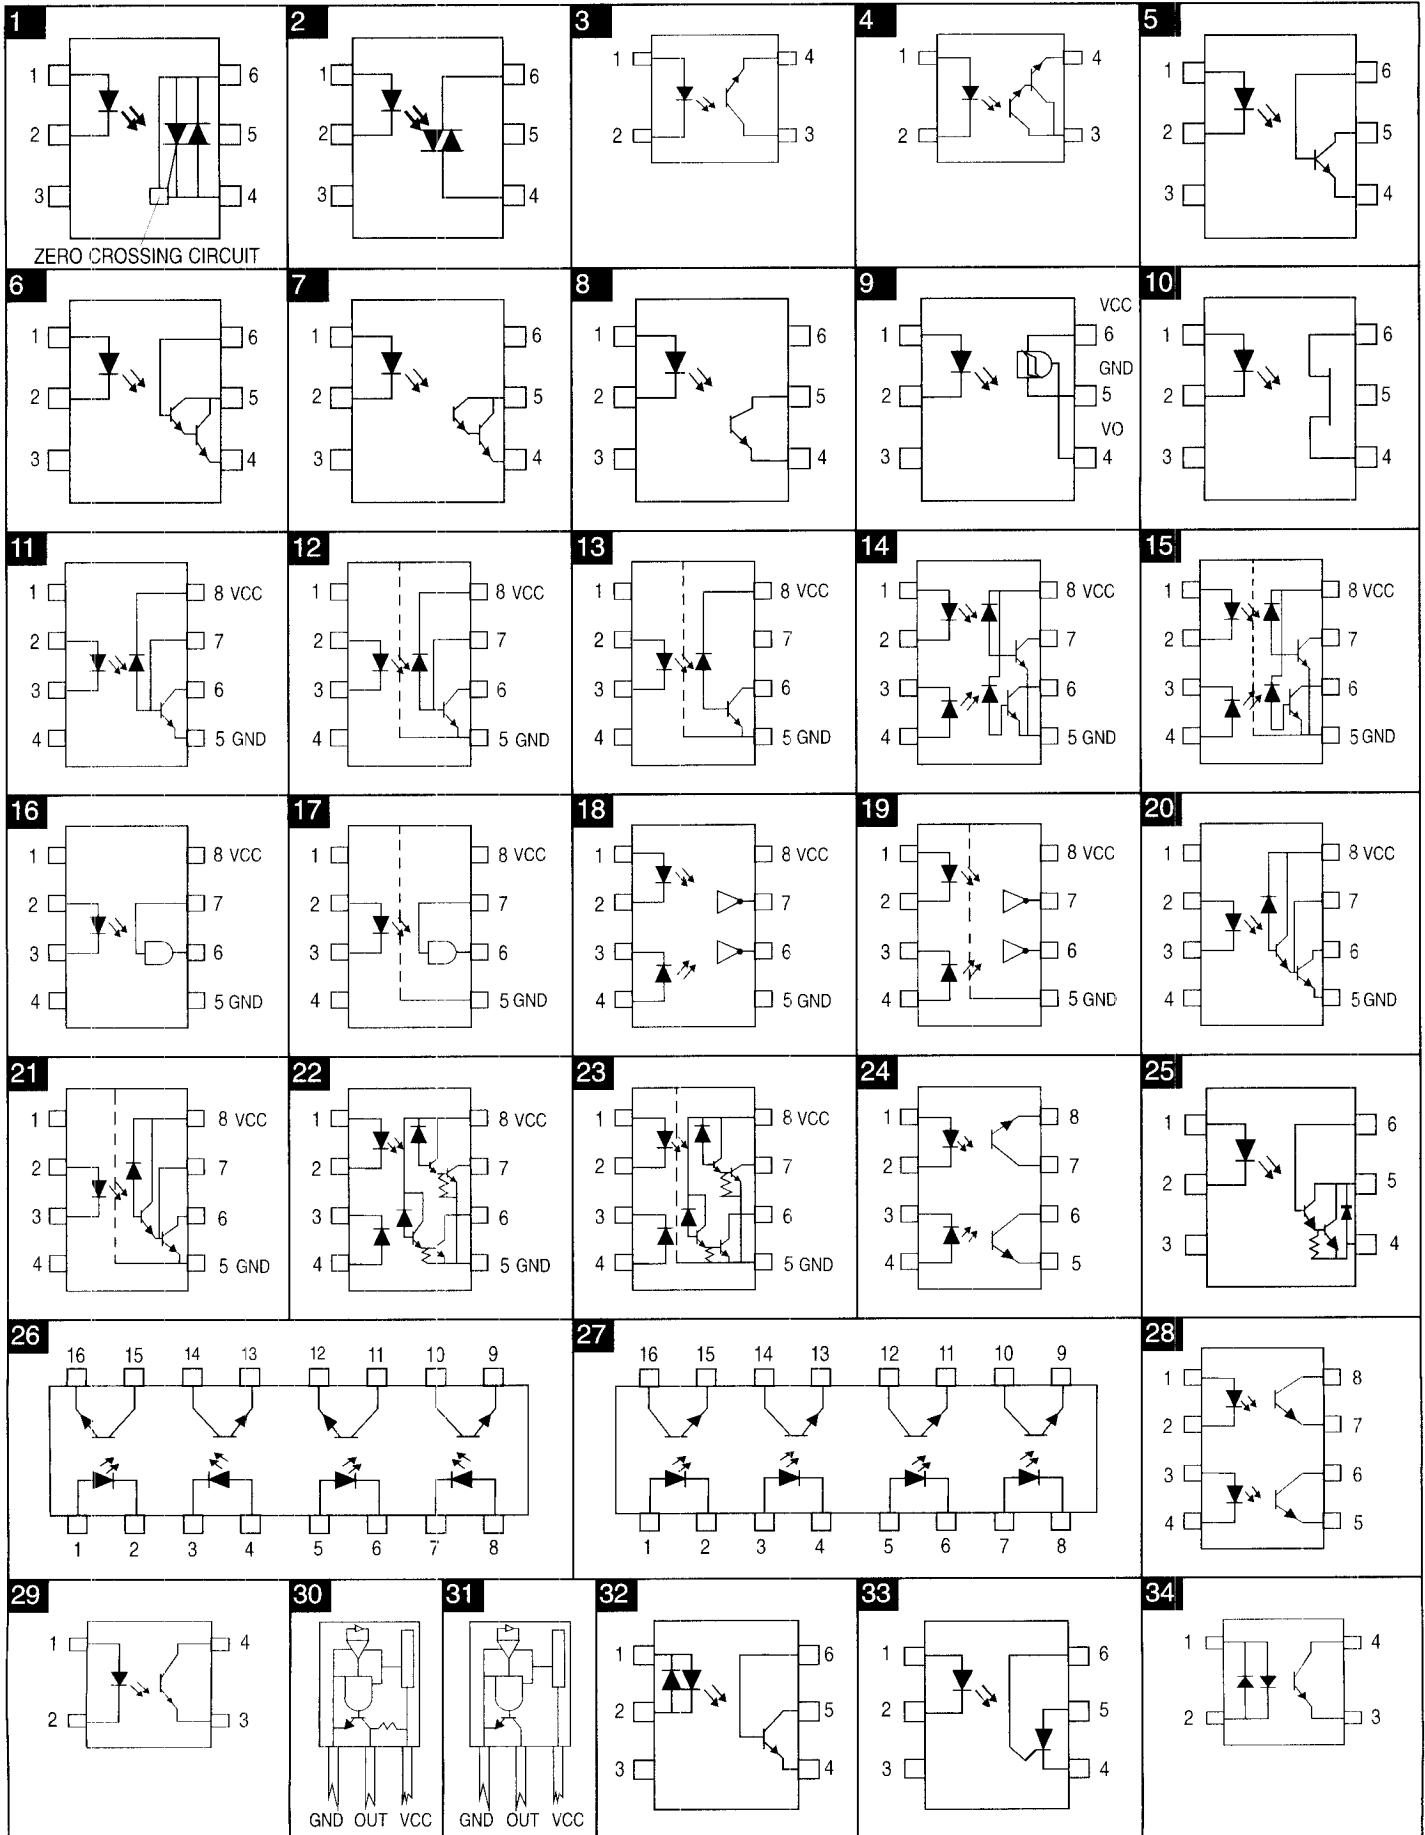 1 2 3 4 5
1 6 1 6 1 4 1 4 1 6
2 5 2 5 2 3 2 3 2 5
3 4 3 4 3 4
ZERO CROSSING CIRCUIT
6 7 8 9 10
VCC
1 6 1 6 1 6 1 6 1 6
GND
2 5 2 5 2 5 2 5 2 5
VO
3 4 3 4 3 4 3 4 3 4
11 12 13 14 15
1 8 VCC 1 8 VCC 1 8 VCC 1 8 VCC 1 8 VCC
2 7 2 7 2 7 2 7 2 7
3 6 3 6 3 6 3 6 3 6
4 5 GND 4 5 GND 4 5 GND 4 5 GND 4 5 GND
16 17 18 19 20
1 8 VCC 1 8 VCC 1 8 VCC 1 8 VCC 1 8 VCC
2 7 2 7 2 7 2 7 2 7
3 6 3 6 3 6 3 6 3 6
4 5 GND 4 5 GND 4 5 GND 4 5 GND 4 5 GND
21 22 23 24 25
1 8 VCC 1 8 VCC 1 8 VCC 1 8 1 6
2 7 2 7 2 7 2 7 2 5
3 6 3 6 3 6 3 6 3 4
4 5 GND 4 5 GND 4 5 GND 4 5
26 27 28
16 15 14 13 12 11 10 9 16 15 14 13 12 11 10 9
1 8
2 7
3 6
4 5
1 2 3 4 5 6 7 8 1 2 3 4 5 6 7 8
29 30 31 32 33 34
1 4 1 6 1 6 1 4
2 3 2 5 2 5 2 3
3 4 3 4
GND OUT VCC GND OUT VCC